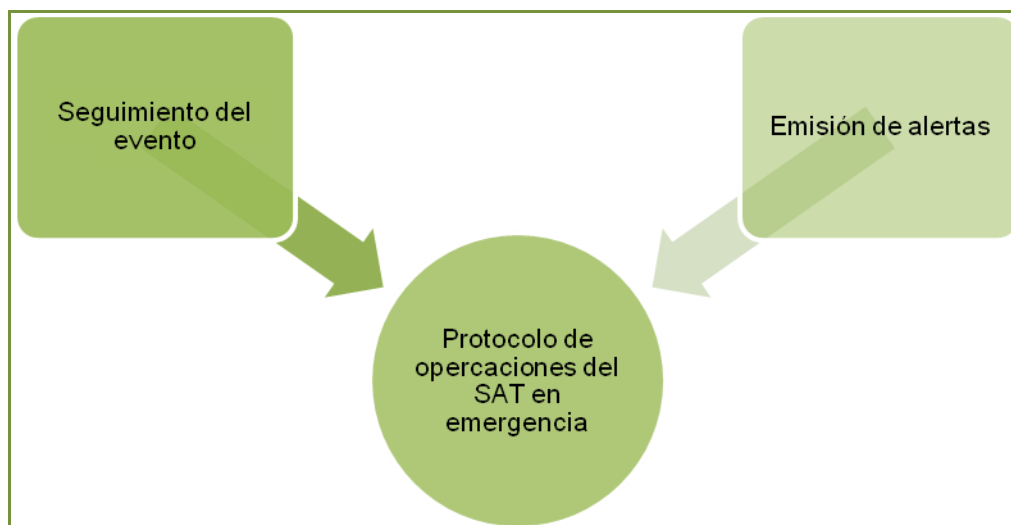 Seguimiento del
evento
Emisión de alertas
Protocolo de
opercaciones del
SAT en
emergencia